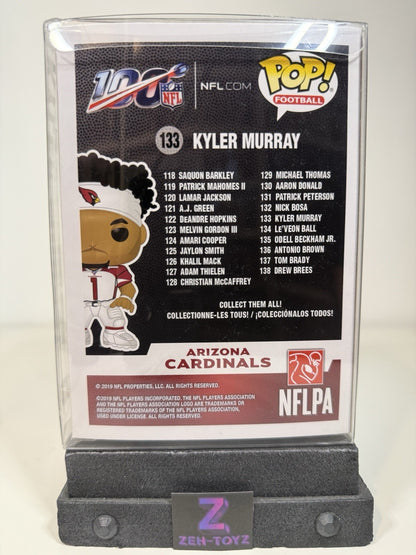 100
NFL
NFL.COM
POP!
FOOTBALL
133 KYLER MURRAY
118 SAQUON BARKLEY
119 PATRICK MAHOMES II
120 LAMAR JACKSON
121 A.J. GREEN
122 DeANDRE HOPKINS
123 MELVIN GORDON III
124 AMARI COOPER
125 JAYLON SMITH
126 KHALIL MACK
127 ADAM THIELEN
128 CHRISTIAN McCAFFREY
129 MICHAEL THOMAS
130 AARON DONALD
131 PATRICK PETERSON
132 NICK BOSA
133 KYLER MURRAY
134 LE'VEON BALL
135 ODELL BECKHAM JR.
136 ANTONIO BROWN
137 TOM BRADY
138 DREW BREES
1
COLLECT THEM ALL!
COLLECTIONNE-LES TOUS! / ¡COLECCIÓNALOS TODOS!
ARIZONA
CARDINALS
NFLPA
© 2019 NFL PROPERTIES, LLC. ALL RIGHTS RESERVED.
©2019 NFL PLAYERS INCORPORATED. THE NFL PLAYERS ASSOCIATION
AND THE NFL PLAYERS ASSOCIATION LOGO ARE TRADEMARKS OR
REGISTERED TRADEMARKS OF THE NFL PLAYERS ASSOCIATION,
USED UNDER LICENSE. ALL RIGHTS RESERVED.
Z
ZEH-TOYZ